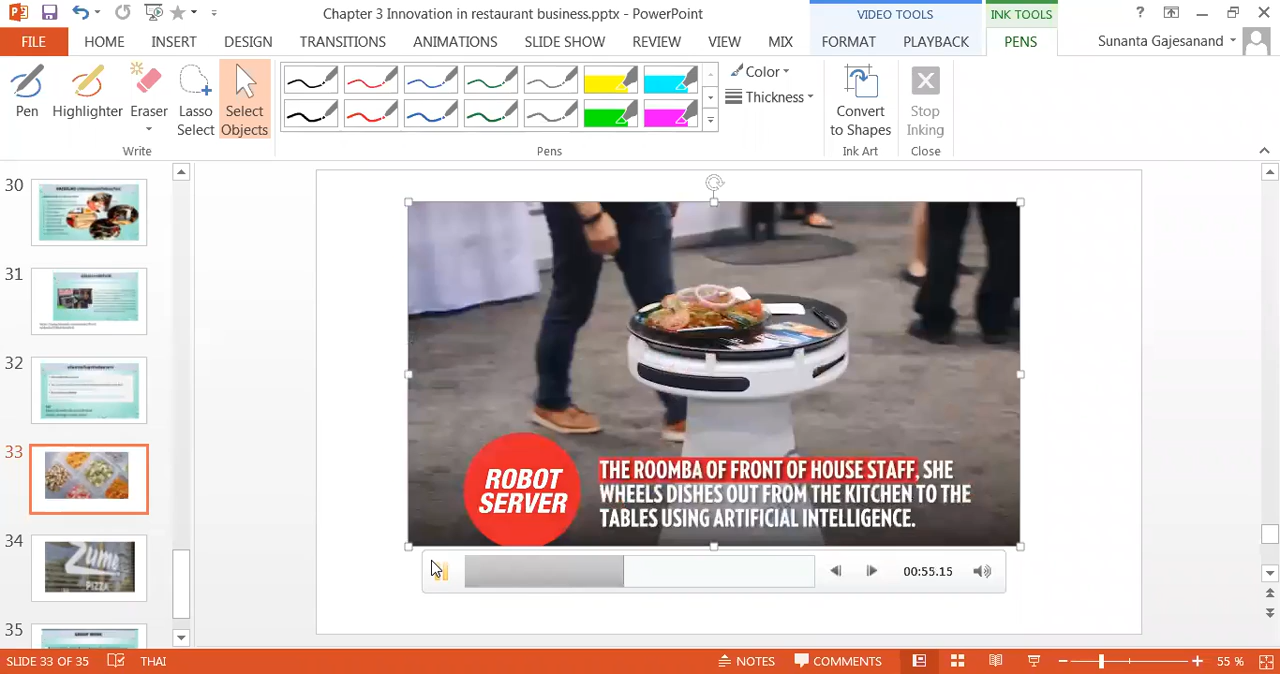 Chapter 3 Innovation in restaurant business.pptx - PowerPoint
VIDEO TOOLS
INK TOOLS
?
FILE
HOME
INSERT
DESIGN
TRANSITIONS
ANIMATIONS
SLIDE SHOW
REVIEW
VIEW
MIX
FORMAT
PLAYBACK
PENS
Sunanta Gajesanand
Pen
Highlighter
Eraser
Lasso Select
Select Objects
Color
Thickness
Convert to Shapes
Stop Inking
Write
Pens
Ink Art
Close
30
31
32
33
34
Zume
PIZZA
35
GROUP WORK
ROBOT
SERVER
THE ROOMBA OF FRONT OF HOUSE STAFF, SHE
WHEELS DISHES OUT FROM THE KITCHEN TO THE
TABLES USING ARTIFICIAL INTELLIGENCE.
00:55.15
SLIDE 33 OF 35
THAI
NOTES
COMMENTS
55 %